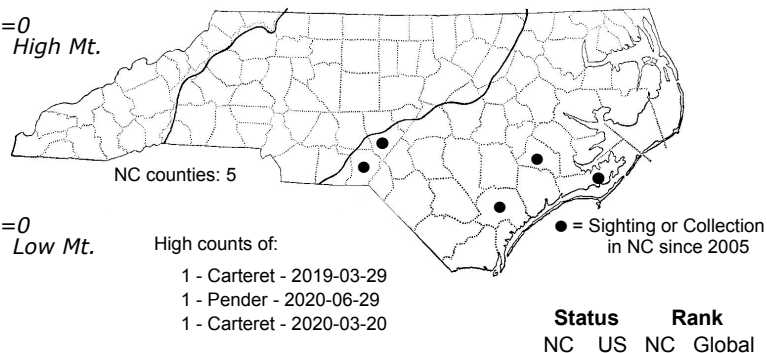 =0
High Mt.
NC counties: 5
=0
Low Mt.
High counts of:
1 - Carteret - 2019-03-29
1 - Pender - 2020-06-29
1 - Carteret - 2020-03-20
● = Sighting or Collection
in NC since 2005
Status Rank
NC US NC Global